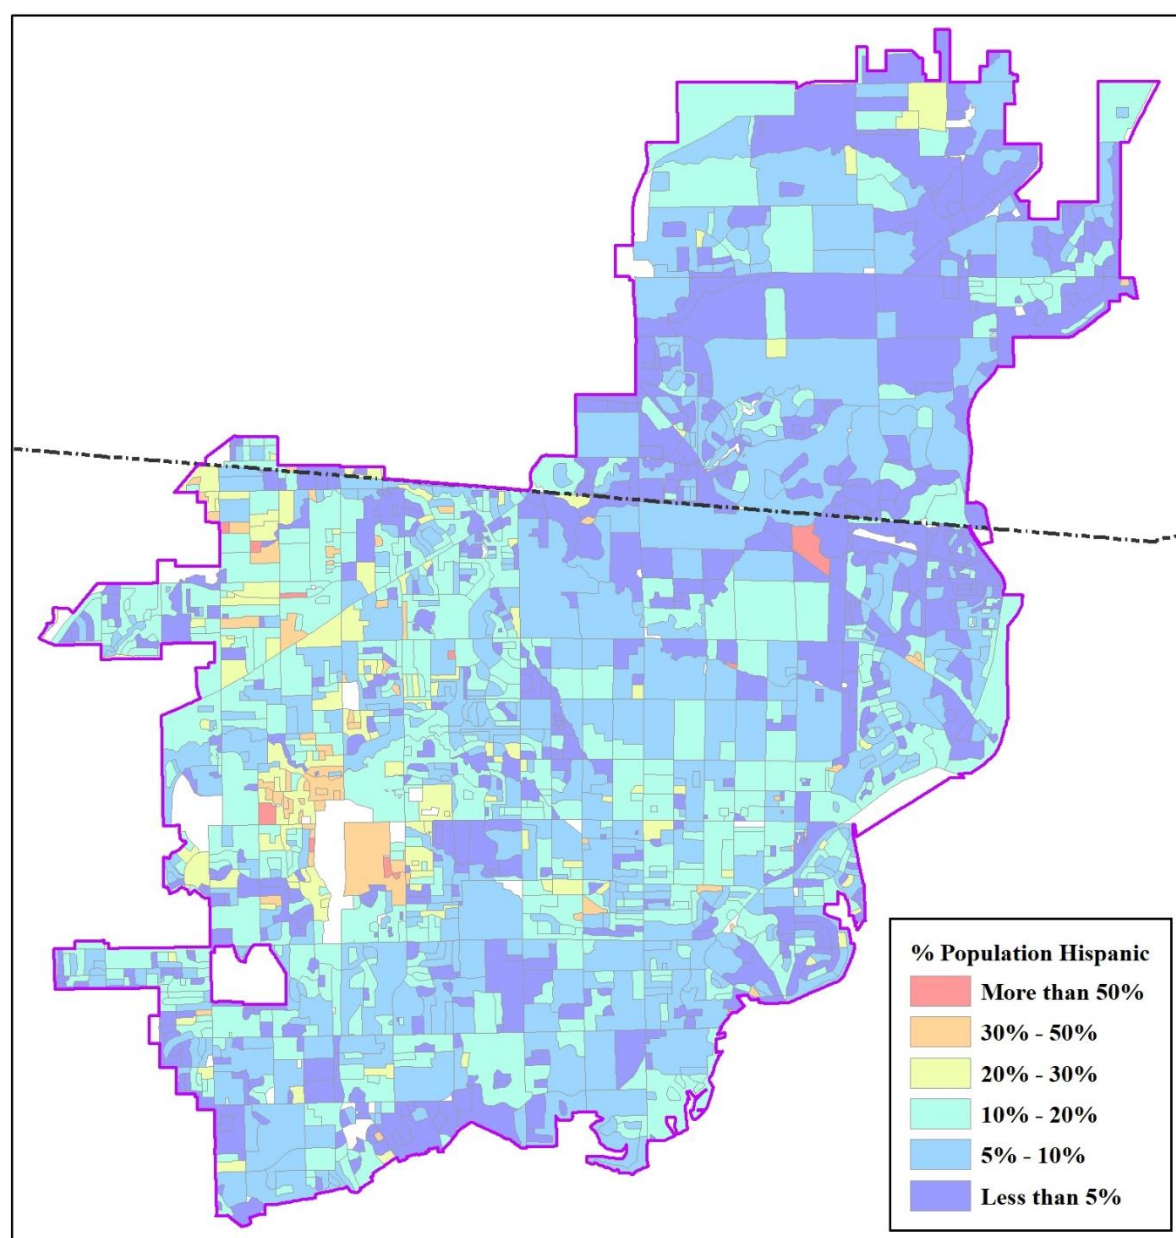 % Population Hispanic
More than 50%
30% - 50%
20% - 30%
10% - 20%
5% - 10%
Less than 5%